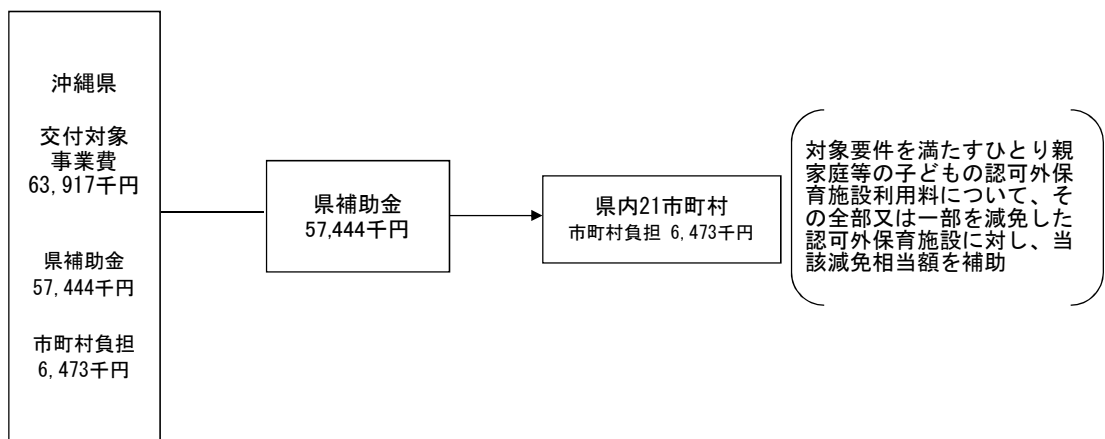 沖縄県
交付対象
事業費
63,917千円
県補助金
57,444千円
市町村負担
6,473千円
県補助金
57,444千円
県内21市町村
市町村負担 6,473千円
対象要件を満たすひとり親
家庭等の子どもの認可外保
育施設利用料について、そ
の全部又は一部を減免した
認可外保育施設に対し、当
該減免相当額を補助